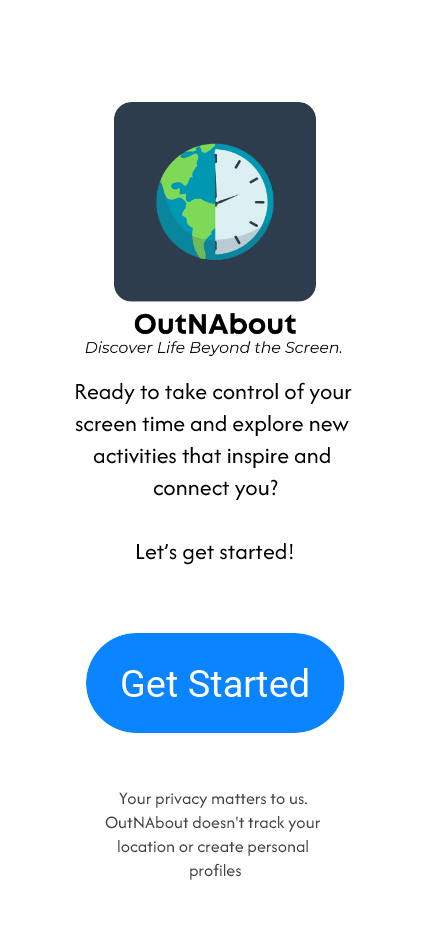 OutNAbout
Discover Life Beyond the Screen.
Ready to take control of your
screen time and explore new
activities that inspire and
connect you?
Let’s get started!
Get Started
Your privacy matters to us.
OutNAbout doesn't track your
location or create personal
profiles